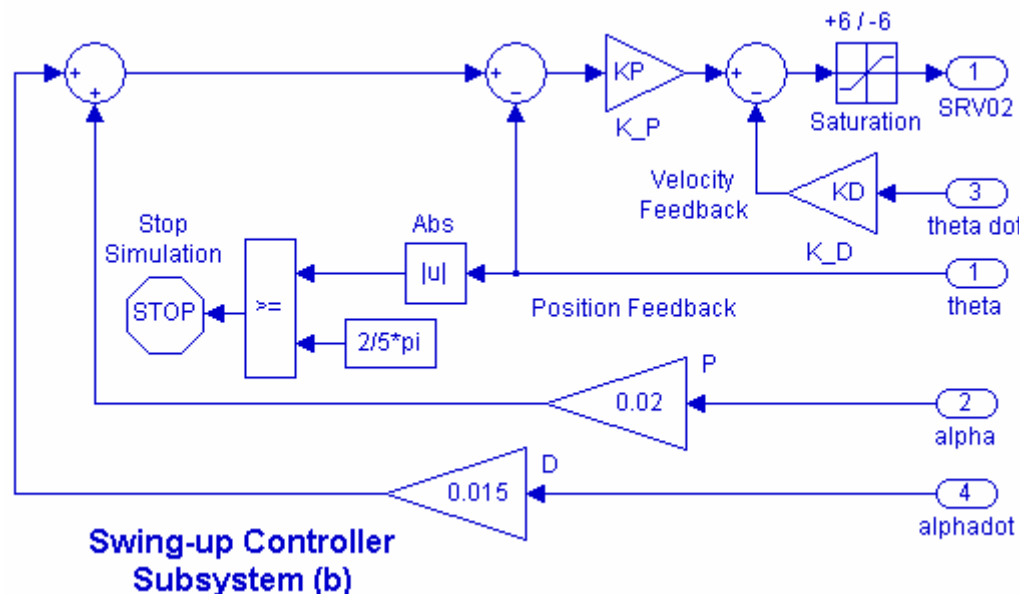 +6 / -6
+
+
+
-
KP
K_P
+
-
Saturation
1
SRV02
Velocity
Feedback
KD
K_D
3
theta dot
Stop
Simulation
STOP
>=
Abs
|u|
2/5*pi
Position Feedback
1
theta
P
0.02
2
alpha
D
0.015
4
alphadot
Swing-up Controller
Subsystem (b)